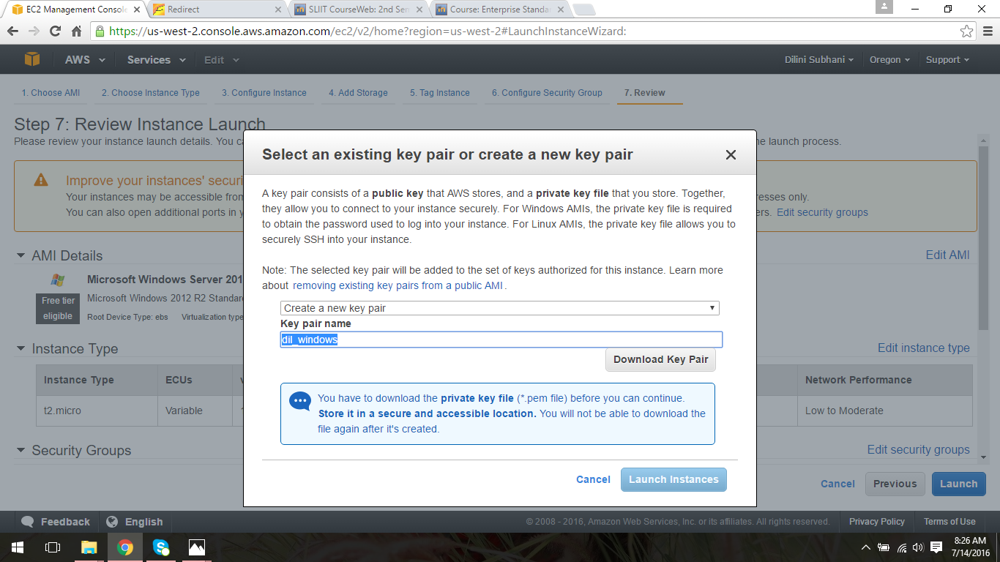 EC2 Management Console
Redirect
SLIIT CourseWeb: 2nd Sem
Course: Enterprise Standa
https://us-west-2.console.aws.amazon.com/ec2/v2/home?region=us-west-2#LaunchInstanceWizard:
AWS Services Edit Dilini Subhani Oregon Support
1. Choose AMI 2. Choose Instance Type 3. Configure Instance 4. Add Storage 5. Tag Instance 6. Configure Security Group 7. Review
Step 7: Review Instance Launch
Please review your instance launch details. You ca
he launch process.
Improve your instances' securi
Your instances may be accessible from
resses only.
You can also open additional ports in y
ers. Edit security groups
AMI Details
Edit AMI
Microsoft Windows Server 201
Free tier
eligible
Microsoft Windows 2012 R2 Standar
Root Device Type: ebs Virtualization type
Instance Type
Edit instance type
Instance Type ECUs v Network Performance
t2.micro Variable 1 Low to Moderate
Security Groups
Edit security groups
Cancel Previous Launch
Select an existing key pair or create a new key pair
A key pair consists of a public key that AWS stores, and a private key file that you store. Together,
they allow you to connect to your instance securely. For Windows AMIs, the private key file is required
to obtain the password used to log into your instance. For Linux AMIs, the private key file allows you to
securely SSH into your instance.
Note: The selected key pair will be added to the set of keys authorized for this instance. Learn more
about removing existing key pairs from a public AMI.
Create a new key pair
Key pair name
dil_windows
Download Key Pair
You have to download the private key file (*.pem file) before you can continue.
Store it in a secure and accessible location. You will not be able to download the
file again after it's created.
Cancel Launch Instances
Feedback English © 2008 - 2016, Amazon Web Services, Inc. or its affiliates. All rights reserved. Privacy Policy Terms of Use
8:26 AM
7/14/2016